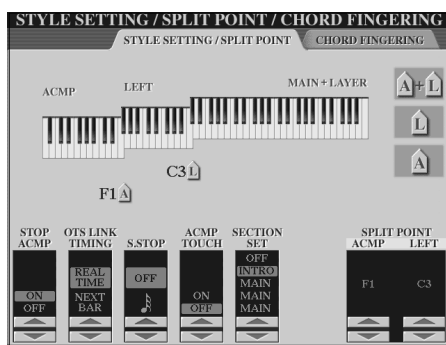 STYLE SETTING / SPLIT POINT / CHORD FINGERING
STYLE SETTING / SPLIT POINT CHORD FINGERING
ACMP LEFT MAIN + LAYER
A + L
L
A
C3 L
F1 A
STOP ACMP
OTS LINK TIMING
S.STOP
ACMP TOUCH
SECTION SET
SPLIT POINT
ACMP LEFT
ON
OFF
REAL TIME
NEXT BAR
OFF
ON
OFF
OFF
INTRO
MAIN
MAIN
MAIN
F1 C3